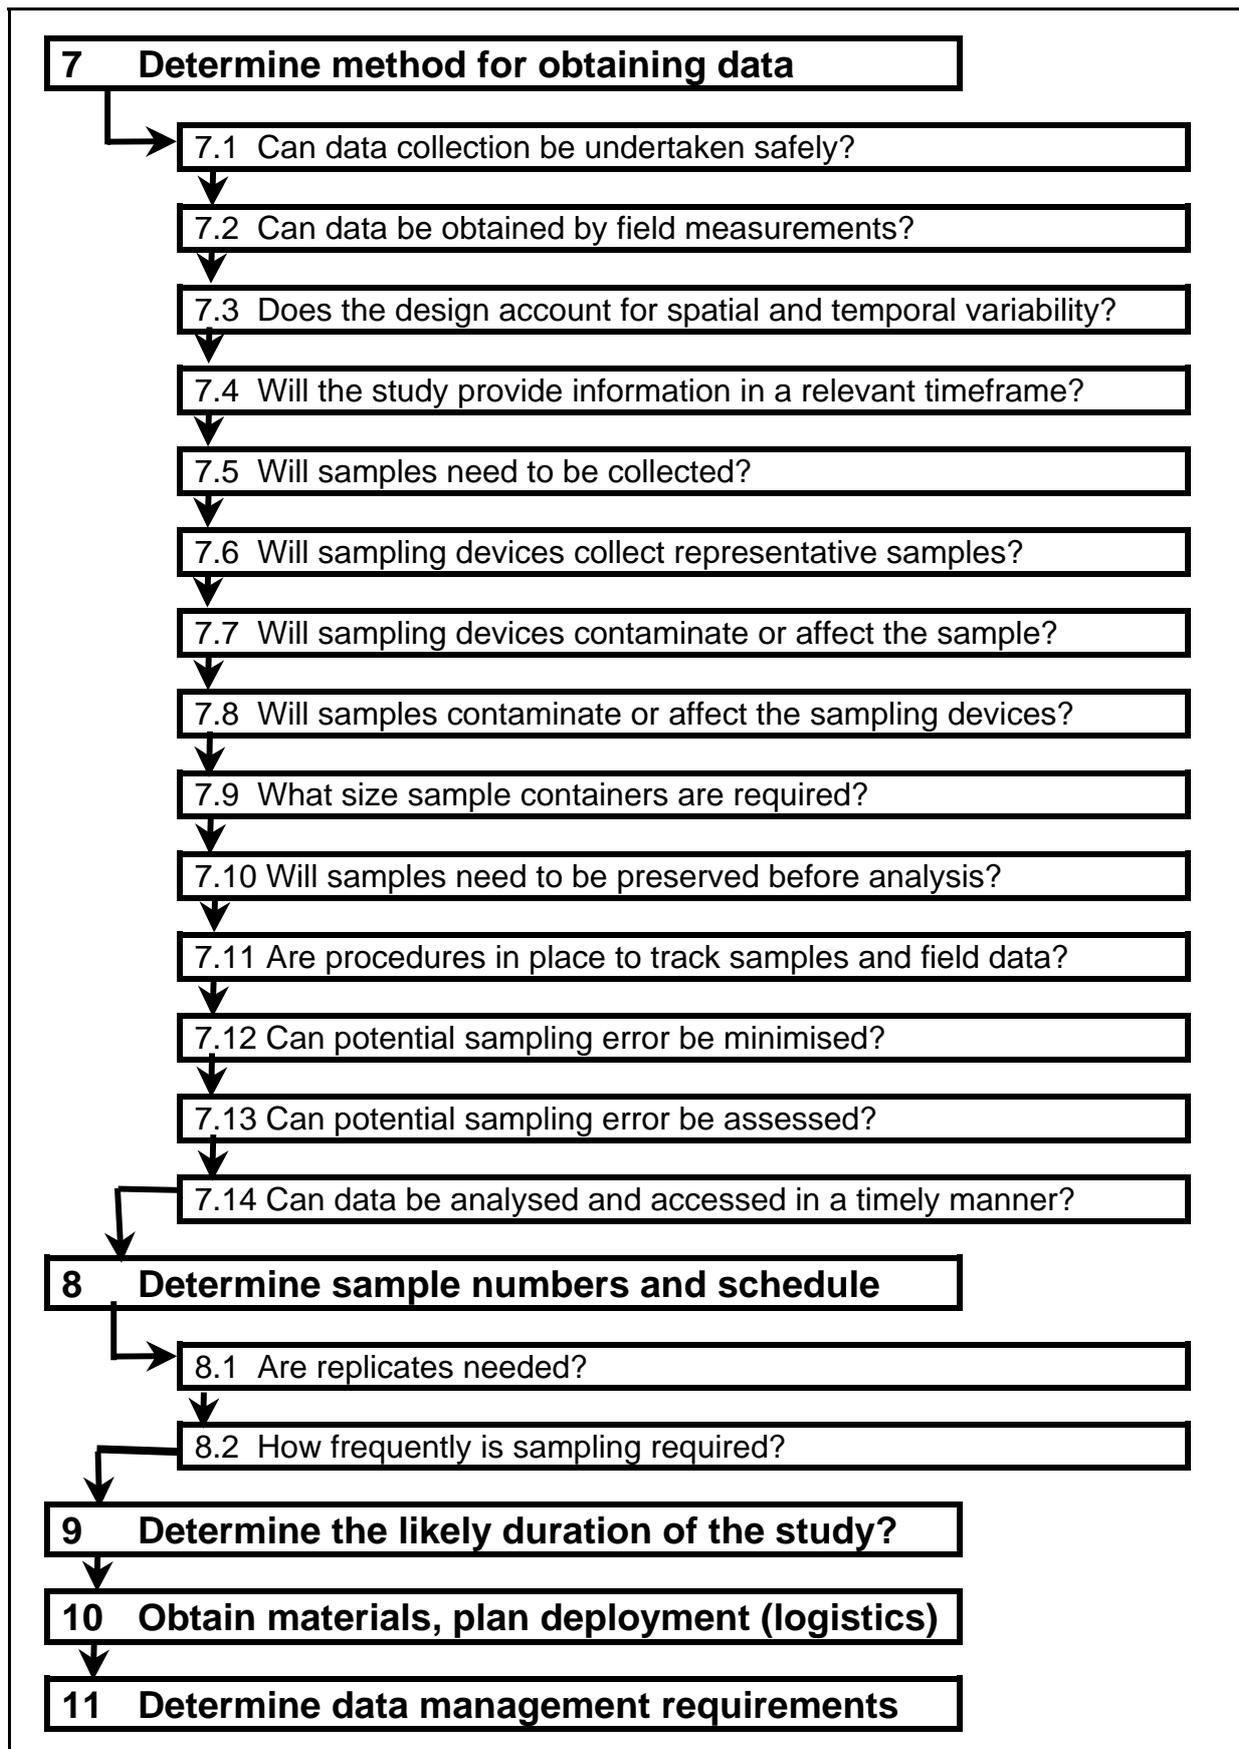 7 Determine method for obtaining data
7.1 Can data collection be undertaken safely?
7.2 Can data be obtained by field measurements?
7.3 Does the design account for spatial and temporal variability?
7.4 Will the study provide information in a relevant timeframe?
7.5 Will samples need to be collected?
7.6 Will sampling devices collect representative samples?
7.7 Will sampling devices contaminate or affect the sample?
7.8 Will samples contaminate or affect the sampling devices?
7.9 What size sample containers are required?
7.10 Will samples need to be preserved before analysis?
7.11 Are procedures in place to track samples and field data?
7.12 Can potential sampling error be minimised?
7.13 Can potential sampling error be assessed?
7.14 Can data be analysed and accessed in a timely manner?
8 Determine sample numbers and schedule
8.1 Are replicates needed?
8.2 How frequently is sampling required?
9 Determine the likely duration of the study?
10 Obtain materials, plan deployment (logistics)
11 Determine data management requirements